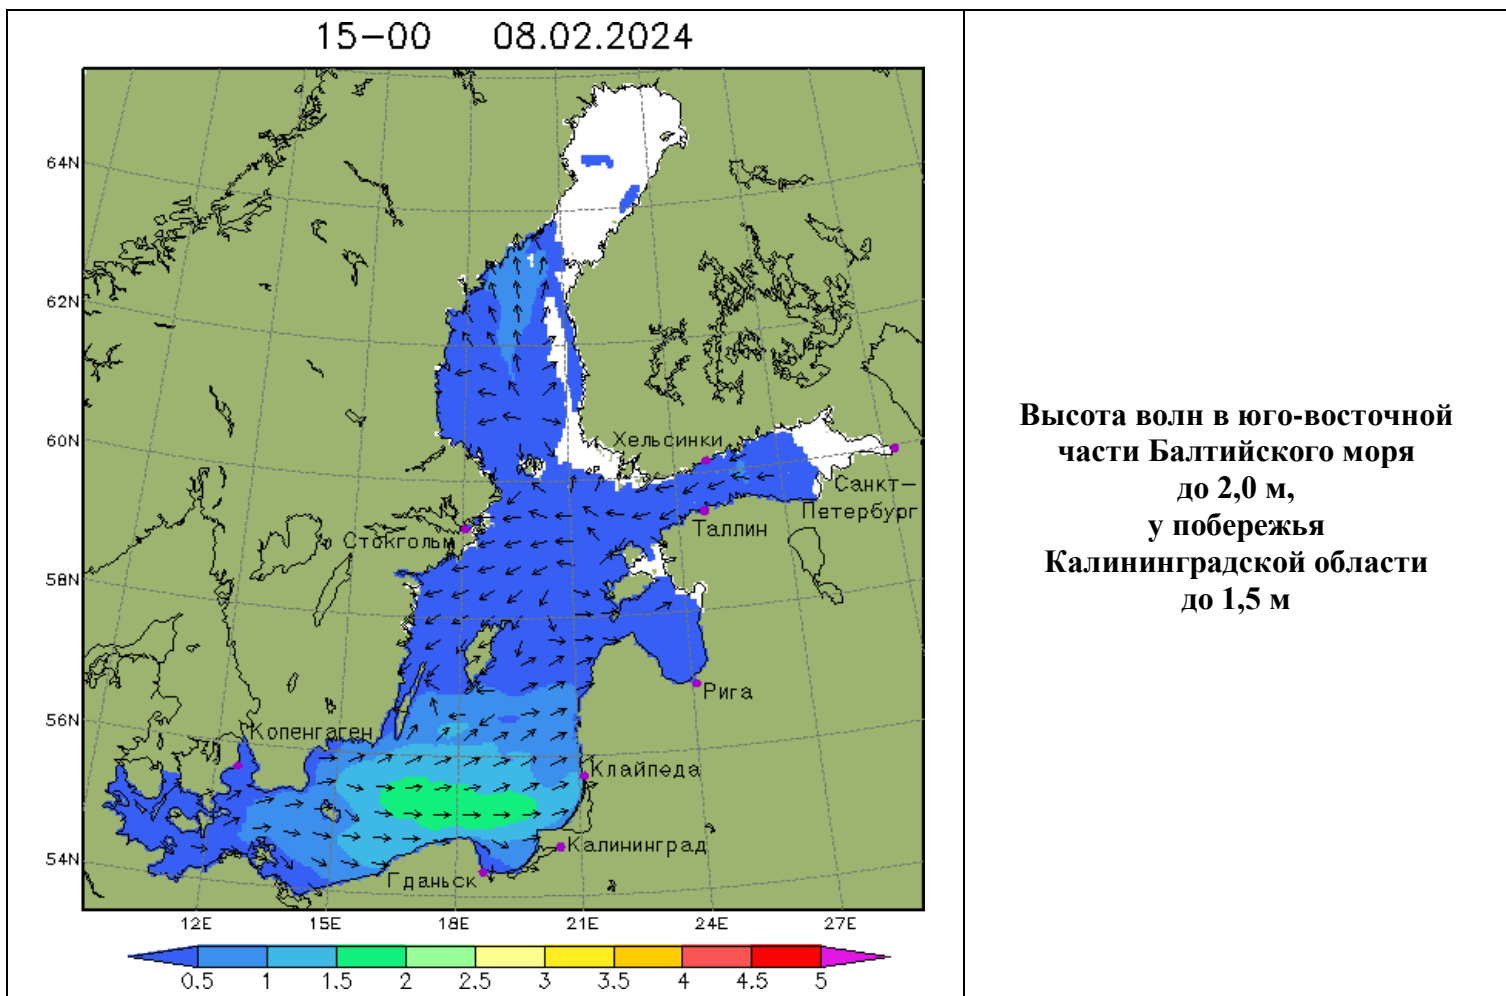 15-00 08.02.2024
64N
62N
60N
58N
56N
54N
Хельсинки
Санкт-
Петербург
Таллин
Стокгольм
Рига
Копенгаген
Клайпеда
Калининград
Гданьск
12E 15E 18E 21E 24E 27E
0.5 1 1.5 2 2.5 3 3.5 4 4.5 5
Высота волн в юго-восточной
части Балтийского моря
до 2,0 м,
у побережья
Калининградской области
до 1,5 м